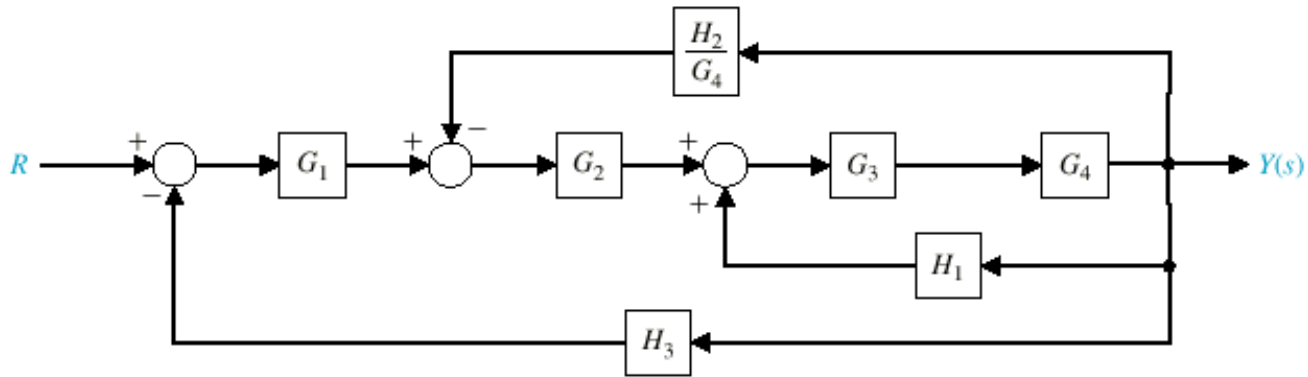 H₂
G₄
+ − + +
R G₁ G₂ G₃ G₄ Y(s)
− +
H₁
H₃